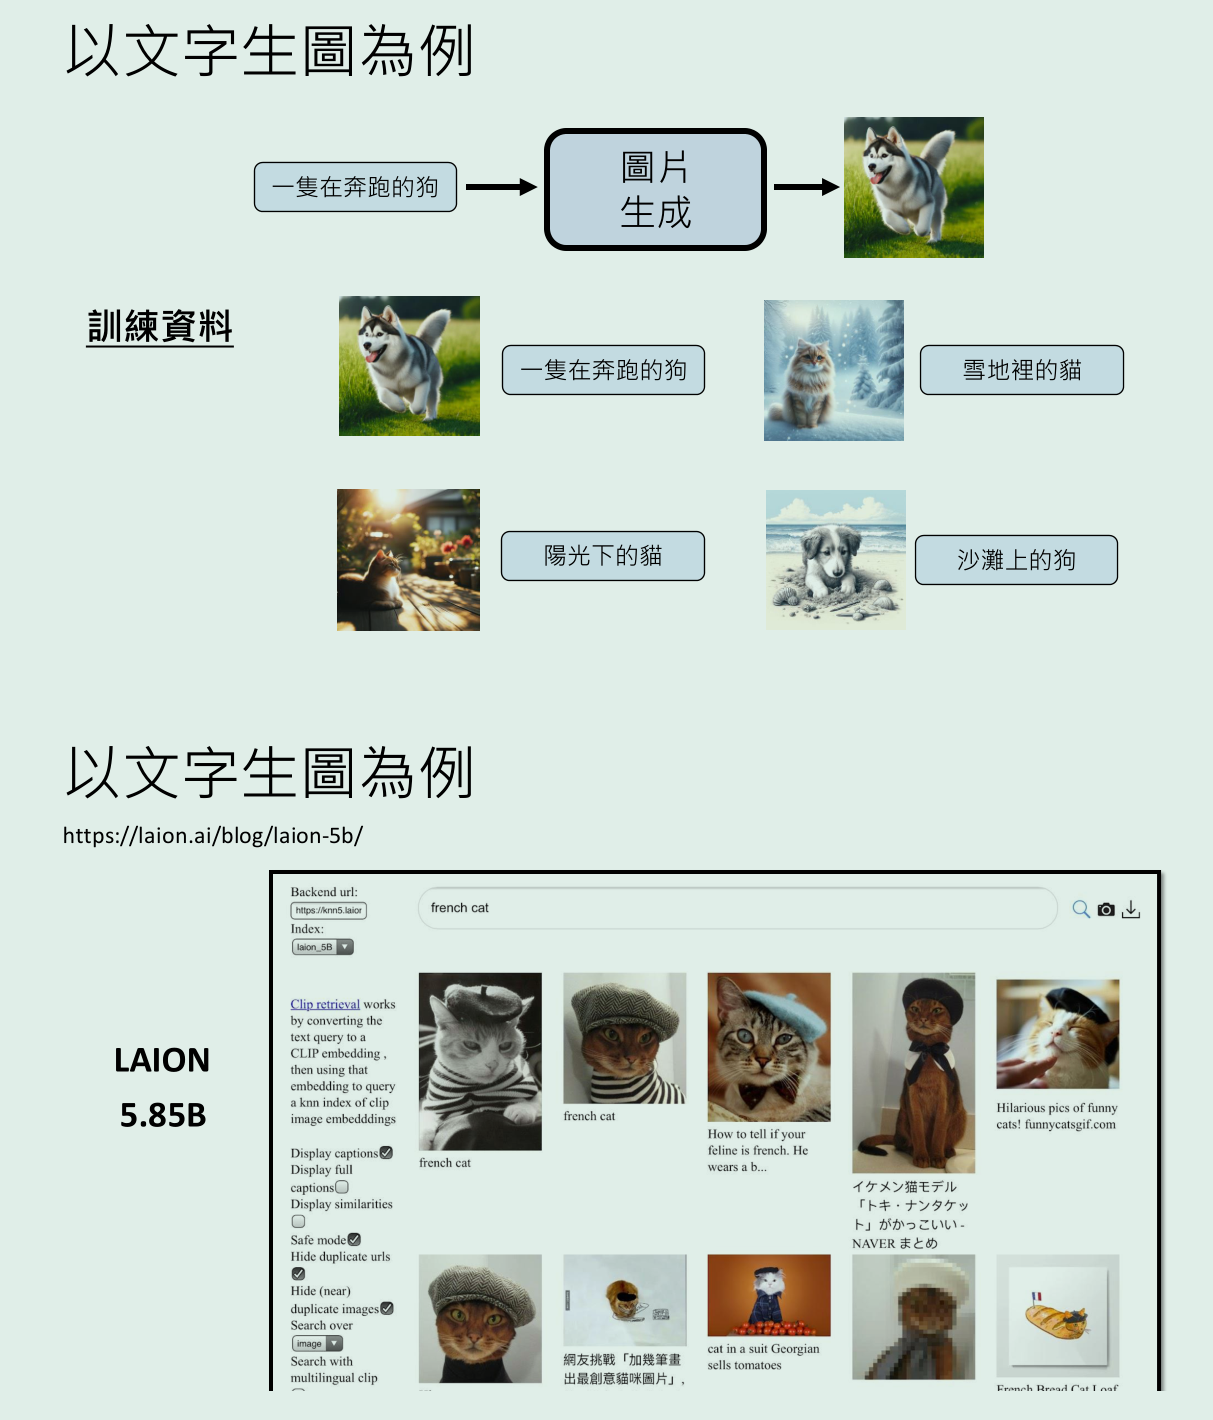 以文字生圖為例
一隻在奔跑的狗
圖片
生成
訓練資料
一隻在奔跑的狗
雪地裡的貓
陽光下的貓
沙灘上的狗
以文字生圖為例
https://laion.ai/blog/laion-5b/
LAION
5.85B
Backend url:
https://knn5.laior
Index:
laion_5B
french cat
Clip retrieval works
by converting the
text query to a
CLIP embedding ,
then using that
embedding to query
a knn index of clip
image embedddings
Display captions
Display full
captions
Display similarities
Safe mode
Hide duplicate urls
Hide (near)
duplicate images
Search over
image
Search with
multilingual clip
french cat
french cat
How to tell if your
feline is french. He
wears a b...
イケメン猫モデル
「トキ・ナンタケッ
ト」がかっこいい -
NAVER まとめ
Hilarious pics of funny
cats! funnycatsgif.com
網友挑戰「加幾筆畫
出最創意貓咪圖片」,
cat in a suit Georgian
sells tomatoes
French Bread Cat Loaf